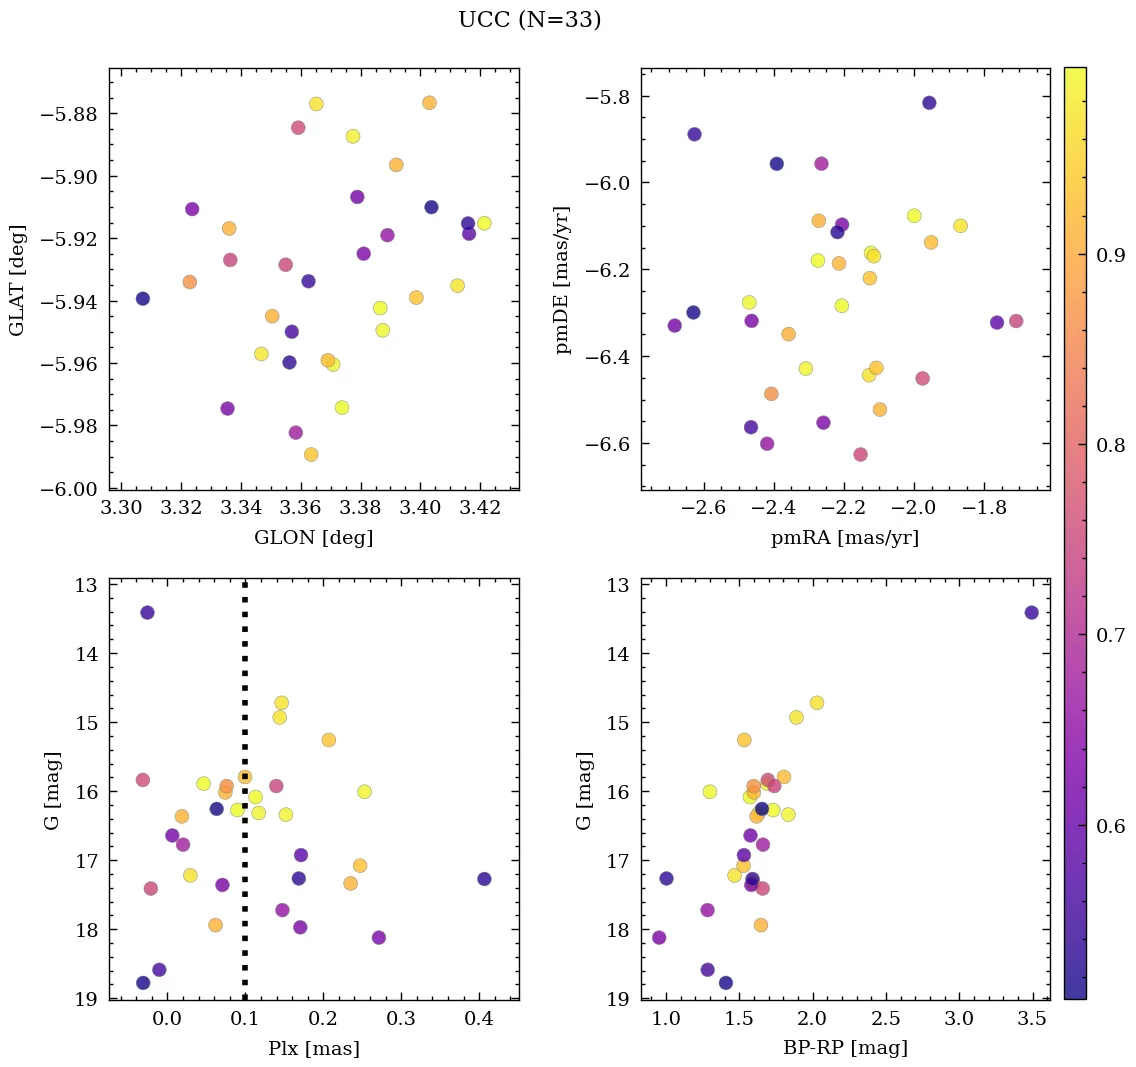 UCC (N=33)
−5.88
−5.90
−5.92
−5.94
−5.96
−5.98
−6.00
GLAT [deg]
3.30 3.32 3.34 3.36 3.38 3.40 3.42
GLON [deg]
−5.8
−6.0
−6.2
−6.4
−6.6
pmDE [mas/yr]
−2.6 −2.4 −2.2 −2.0 −1.8
pmRA [mas/yr]
13
14
15
16
17
18
19
G [mag]
0.0 0.1 0.2 0.3 0.4
Plx [mas]
13
14
15
16
17
18
19
G [mag]
1.0 1.5 2.0 2.5 3.0 3.5
BP-RP [mag]
0.9
0.8
0.7
0.6